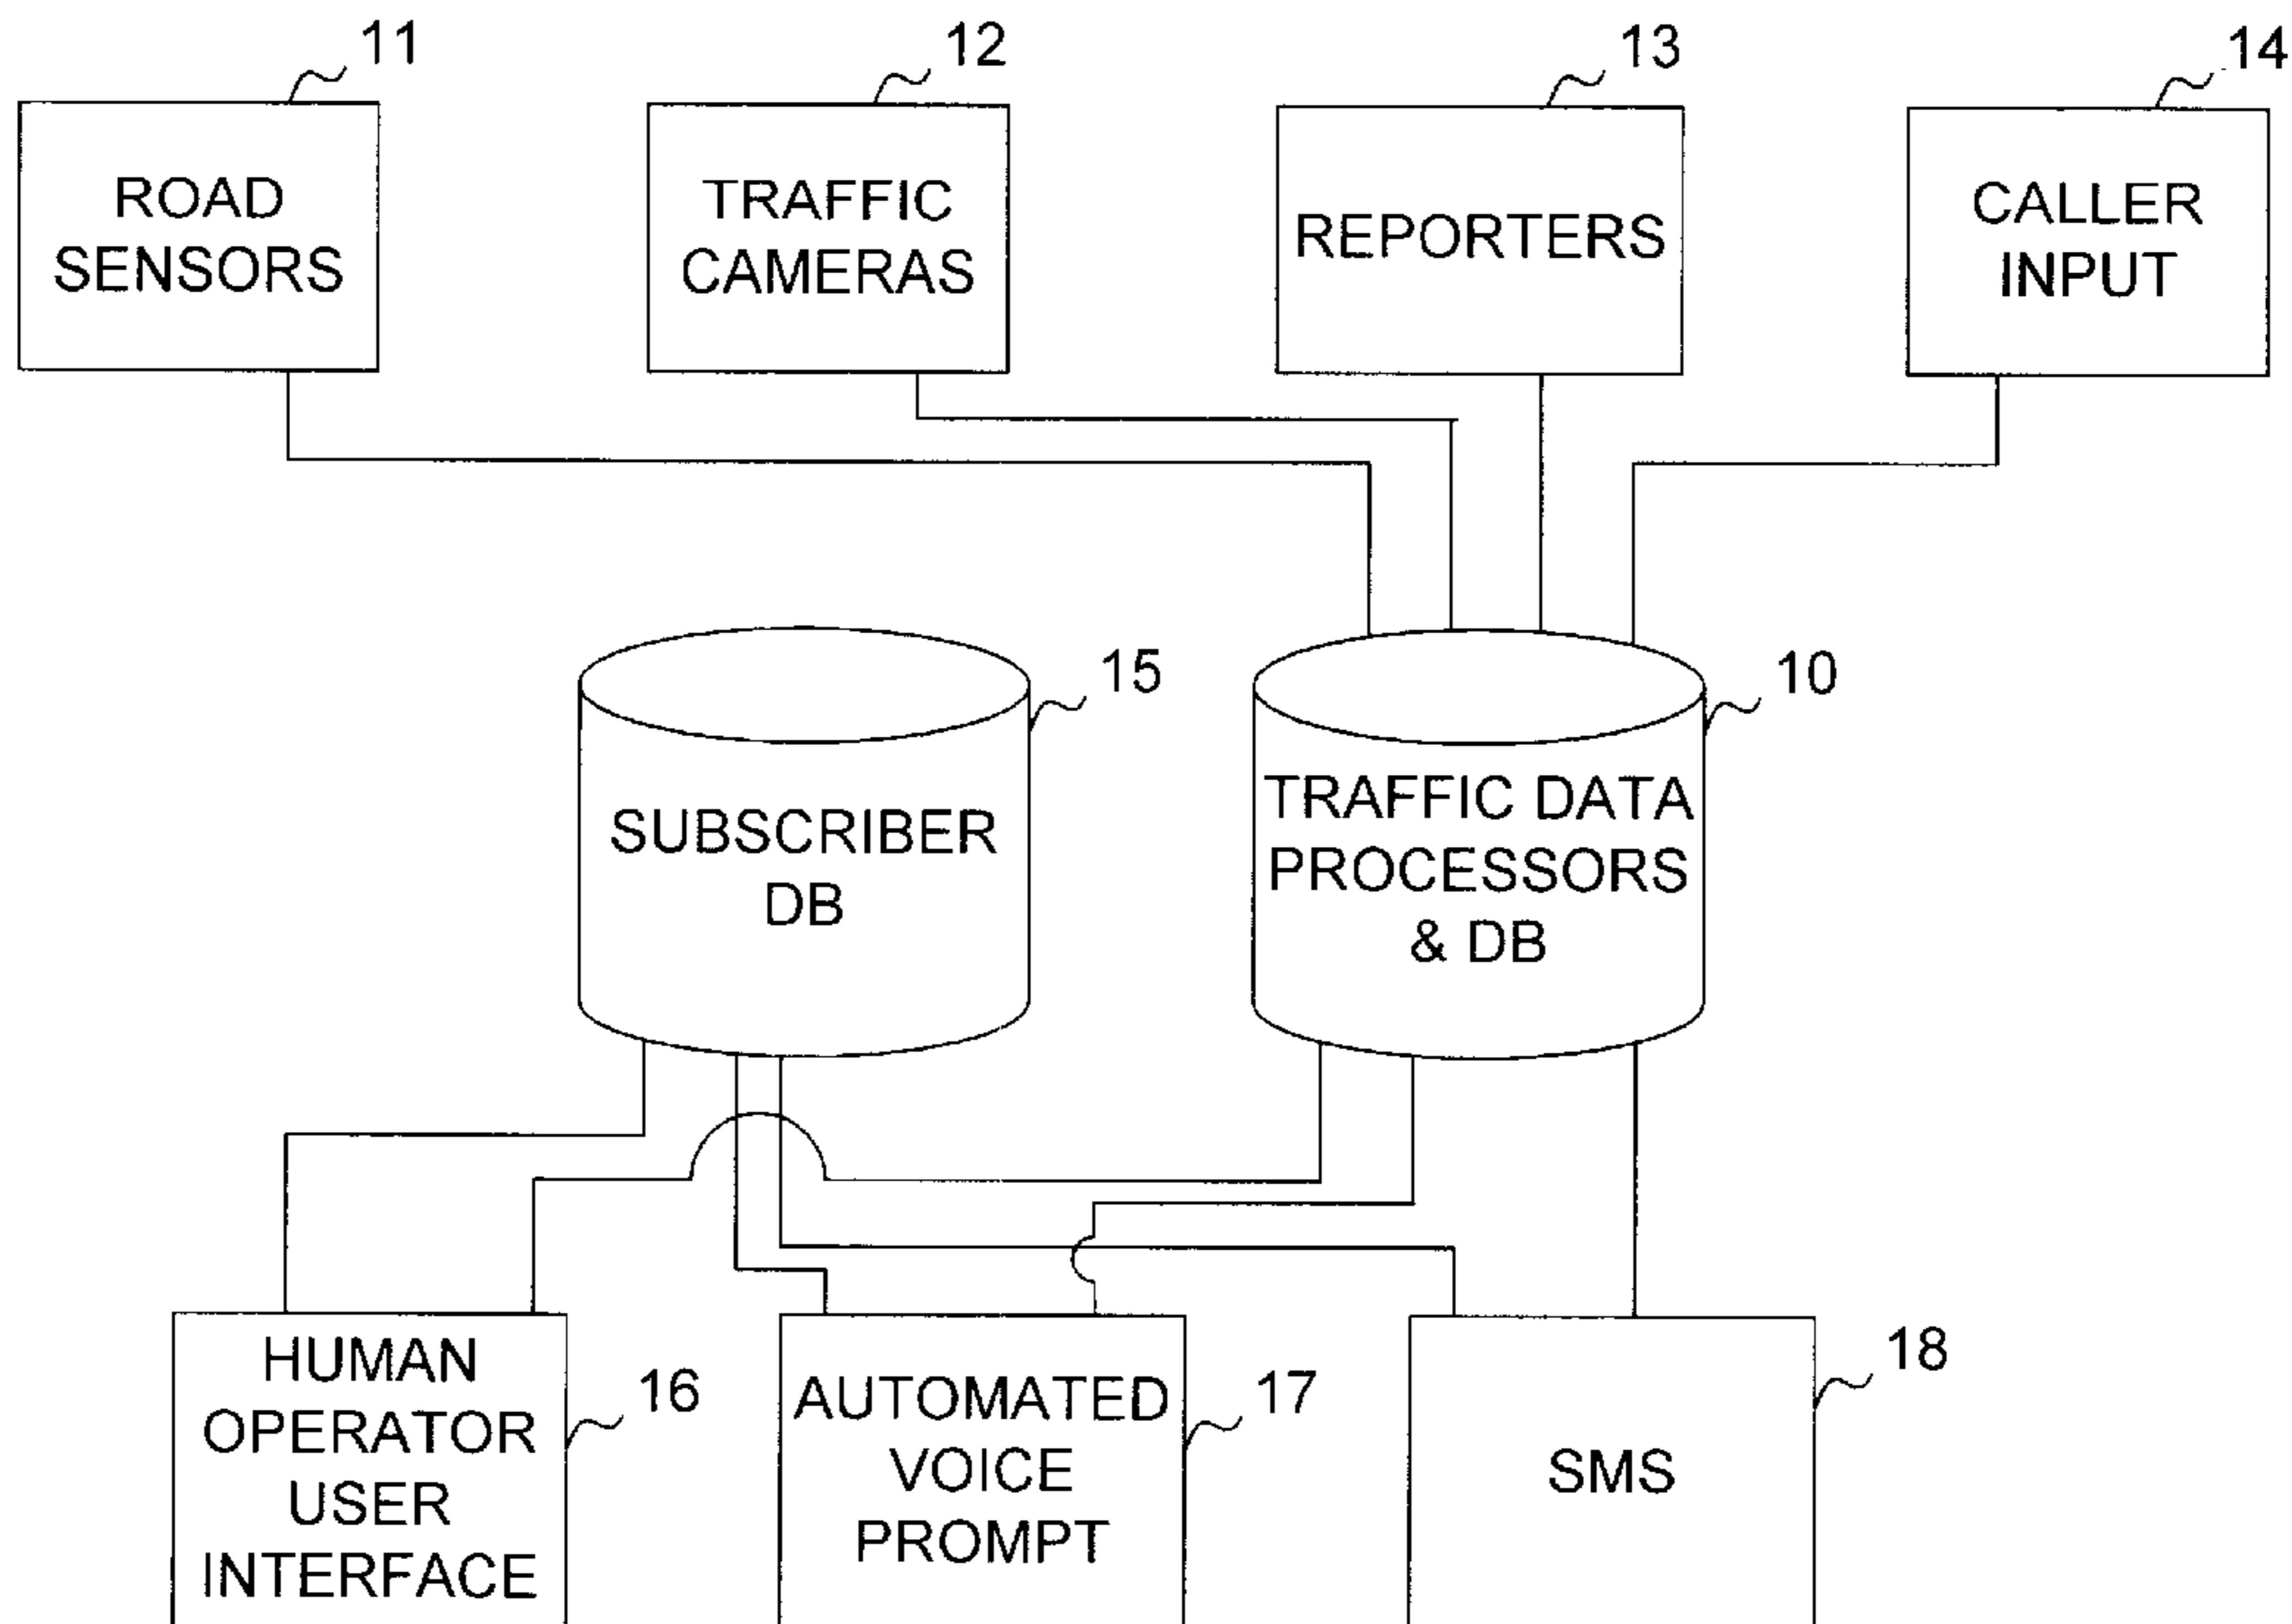 11
12
13
14
ROAD
SENSORS
TRAFFIC
CAMERAS
REPORTERS
CALLER
INPUT
15
10
SUBSCRIBER
DB
TRAFFIC DATA
PROCESSORS
& DB
HUMAN
OPERATOR
USER
INTERFACE
16
AUTOMATED
VOICE
PROMPT
17
SMS
18